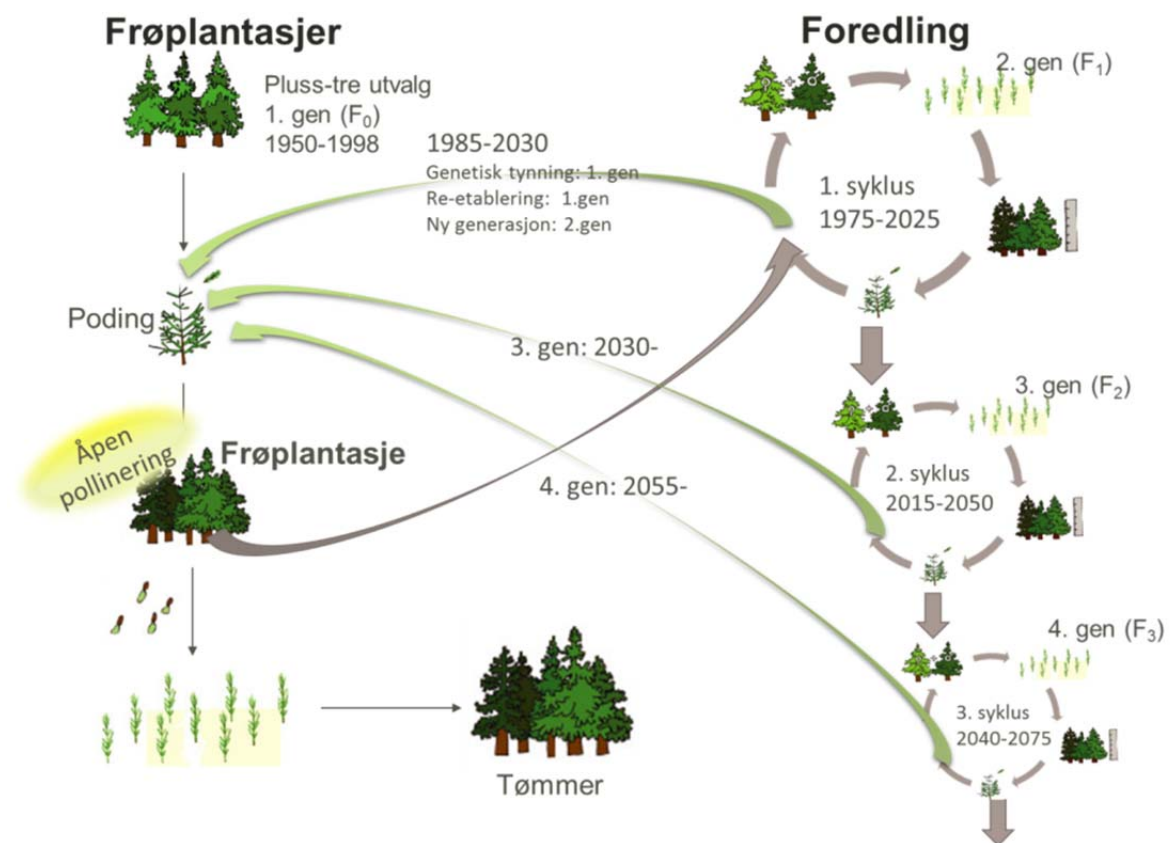 Frøplantasjer
Pluss-tre utvalg
1. gen (F₀)
1950-1998
1985-2030
Genetisk tynning: 1. gen
Re-etablering: 1.gen
Ny generasjon: 2.gen
Poding
Åpen
pollinering
Frøplantasje
Tømmer
3. gen: 2030-
4. gen: 2055-
Foredling
2. gen (F₁)
1. syklus
1975-2025
3. gen (F₂)
2. syklus
2015-2050
4. gen (F₃)
3. syklus
2040-2075